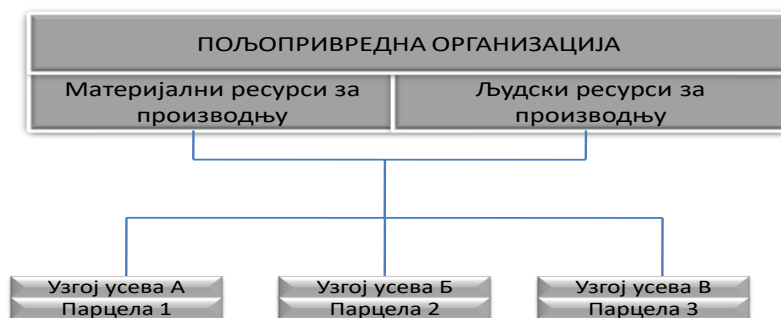 ПОЉОПРИВРЕДНА ОРГАНИЗАЦИЈА
Материјални ресурси за
производњу
Људски ресурси за
производњу
Узгој усева А
Парцела 1
Узгој усева Б
Парцела 2
Узгој усева В
Парцела 3